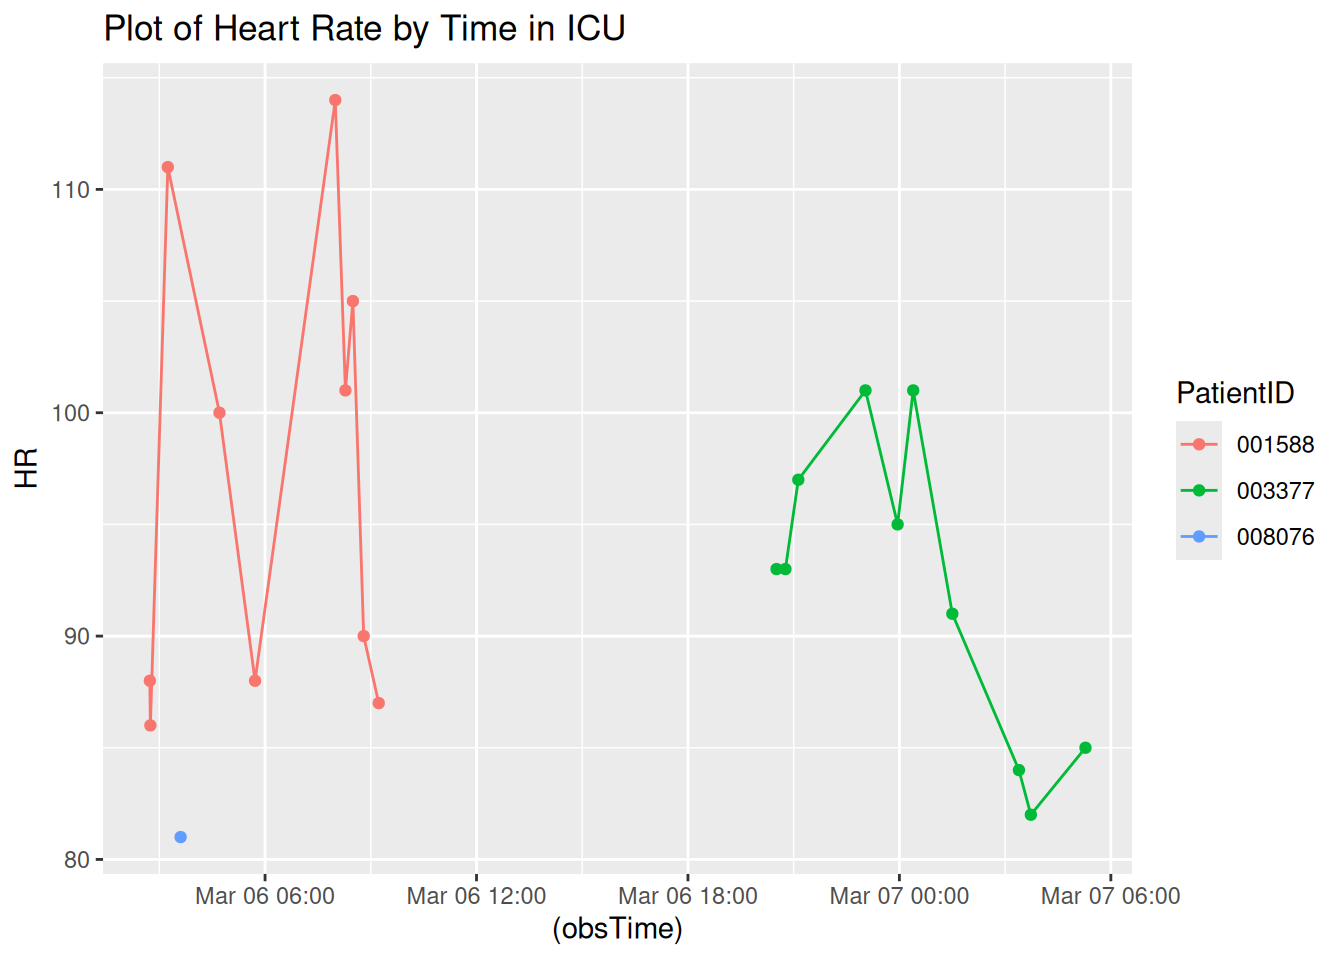 Plot of Heart Rate by Time in ICU
110
100
90
80
HR
Mar 06 06:00 Mar 06 12:00 Mar 06 18:00 Mar 07 00:00 Mar 07 06:00
(obsTime)
PatientID
001588
003377
008076